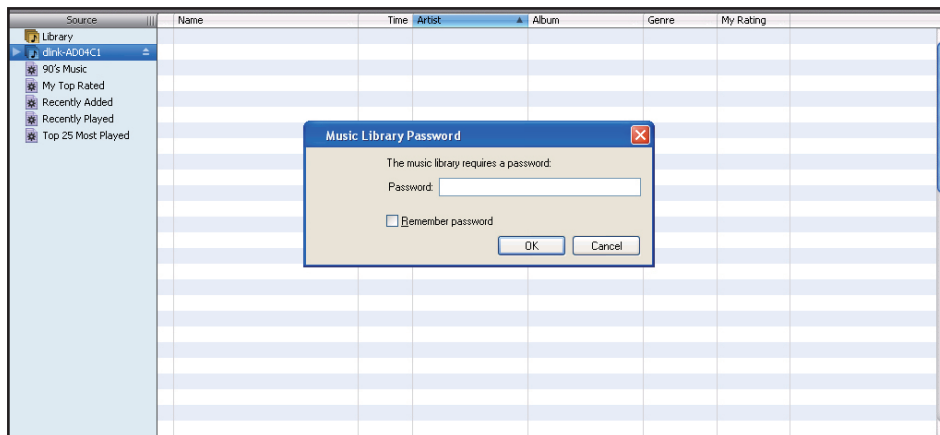 Source Name Time Artist Album Genre My Rating
Library
dlink-AD04C1
90's Music
My Top Rated
Recently Added
Recently Played
Top 25 Most Played
Music Library Password
The music library requires a password:
Password:
Remember password
OK Cancel